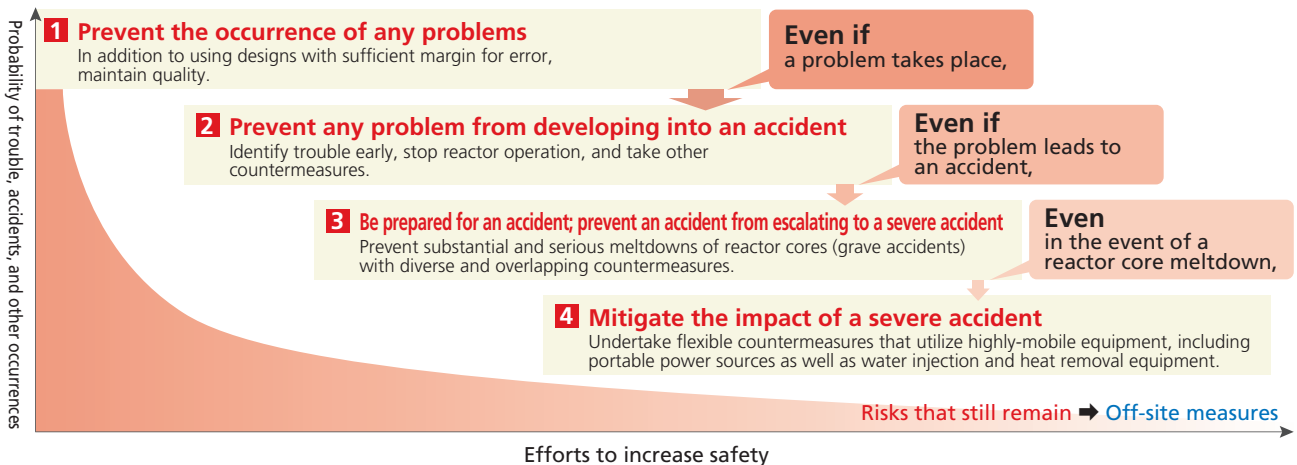 Probability of trouble, accidents, and other occurrences
1 Prevent the occurrence of any problems
In addition to using designs with sufficient margin for error,
maintain quality.
Even if
a problem takes place,
2 Prevent any problem from developing into an accident
Identify trouble early, stop reactor operation, and take other
countermeasures.
Even if
the problem leads to
an accident,
3 Be prepared for an accident; prevent an accident from escalating to a severe accident
Prevent substantial and serious meltdowns of reactor cores (grave accidents)
with diverse and overlapping countermeasures.
Even
in the event of a
reactor core meltdown,
4 Mitigate the impact of a severe accident
Undertake flexible countermeasures that utilize highly-mobile equipment, including
portable power sources as well as water injection and heat removal equipment.
Risks that still remain ➡ Off-site measures
Efforts to increase safety